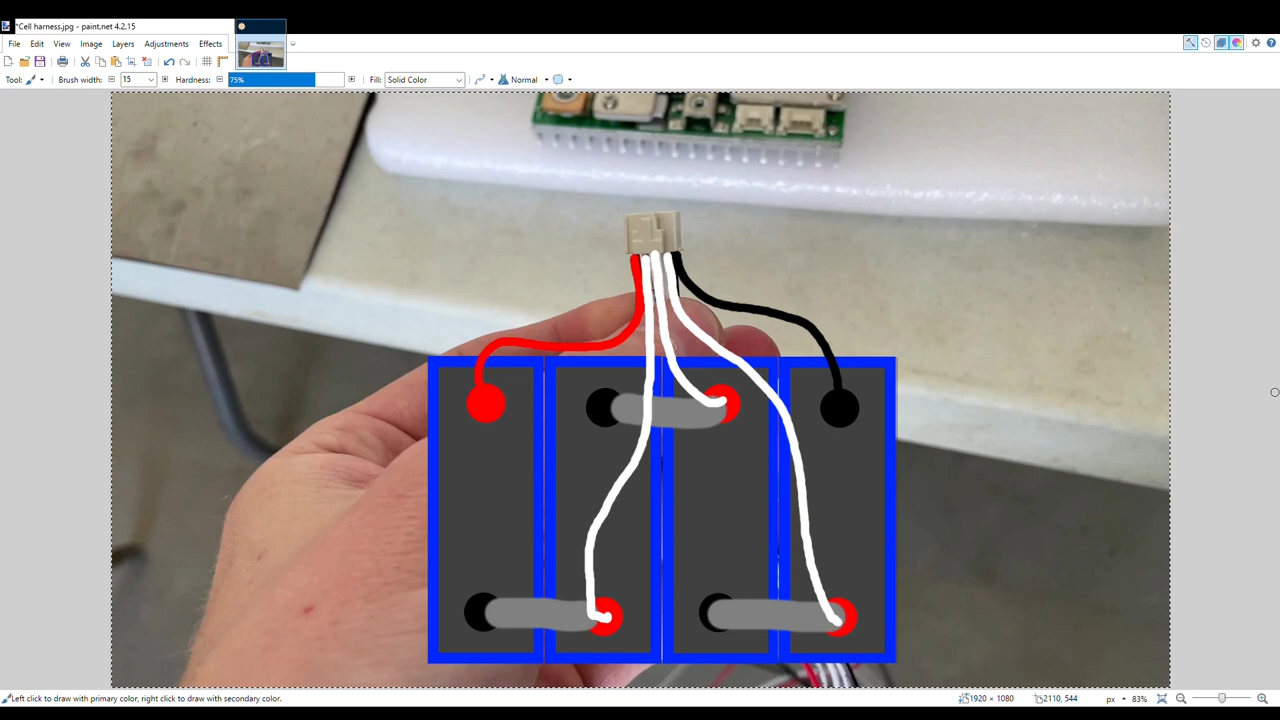 *Cell harness.jpg - paint.net 4.2.15
File Edit View Image Layers Adjustments Effects
Tool: Brush width: 15 Hardness: 75% Fill: Solid Color Normal
Left click to draw with primary color, right click to draw with secondary color. 1920 × 1080 2110, 544 px 83%